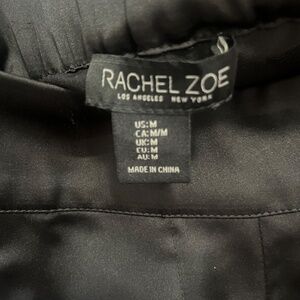 RACHEL ZOE
LOS ANGELES NEW YORK
US:M
CA:M/M
UK:M
EU:M
AU:M
MADE IN CHINA